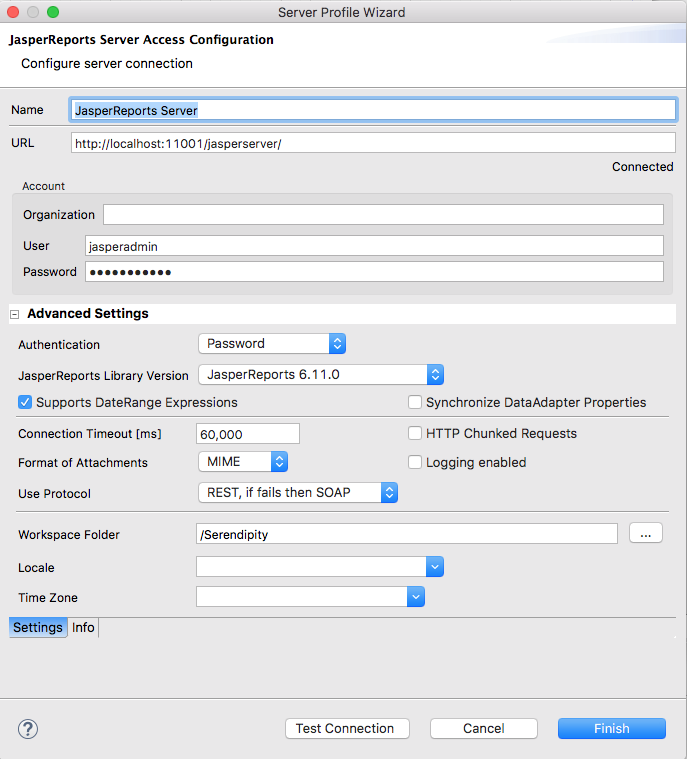 Server Profile Wizard
JasperReports Server Access Configuration
Configure server connection
Name JasperReports Server
URL http://localhost:11001/jasperserver/
Connected
Account
Organization
User jasperadmin
Password ●●●●●●●●●●●
Advanced Settings
Authentication Password
JasperReports Library Version JasperReports 6.11.0
Supports DateRange Expressions Synchronize DataAdapter Properties
Connection Timeout [ms] 60,000 HTTP Chunked Requests
Format of Attachments MIME Logging enabled
Use Protocol REST, if fails then SOAP
Workspace Folder /Serendipity ...
Locale
Time Zone
Settings Info
? Test Connection Cancel Finish